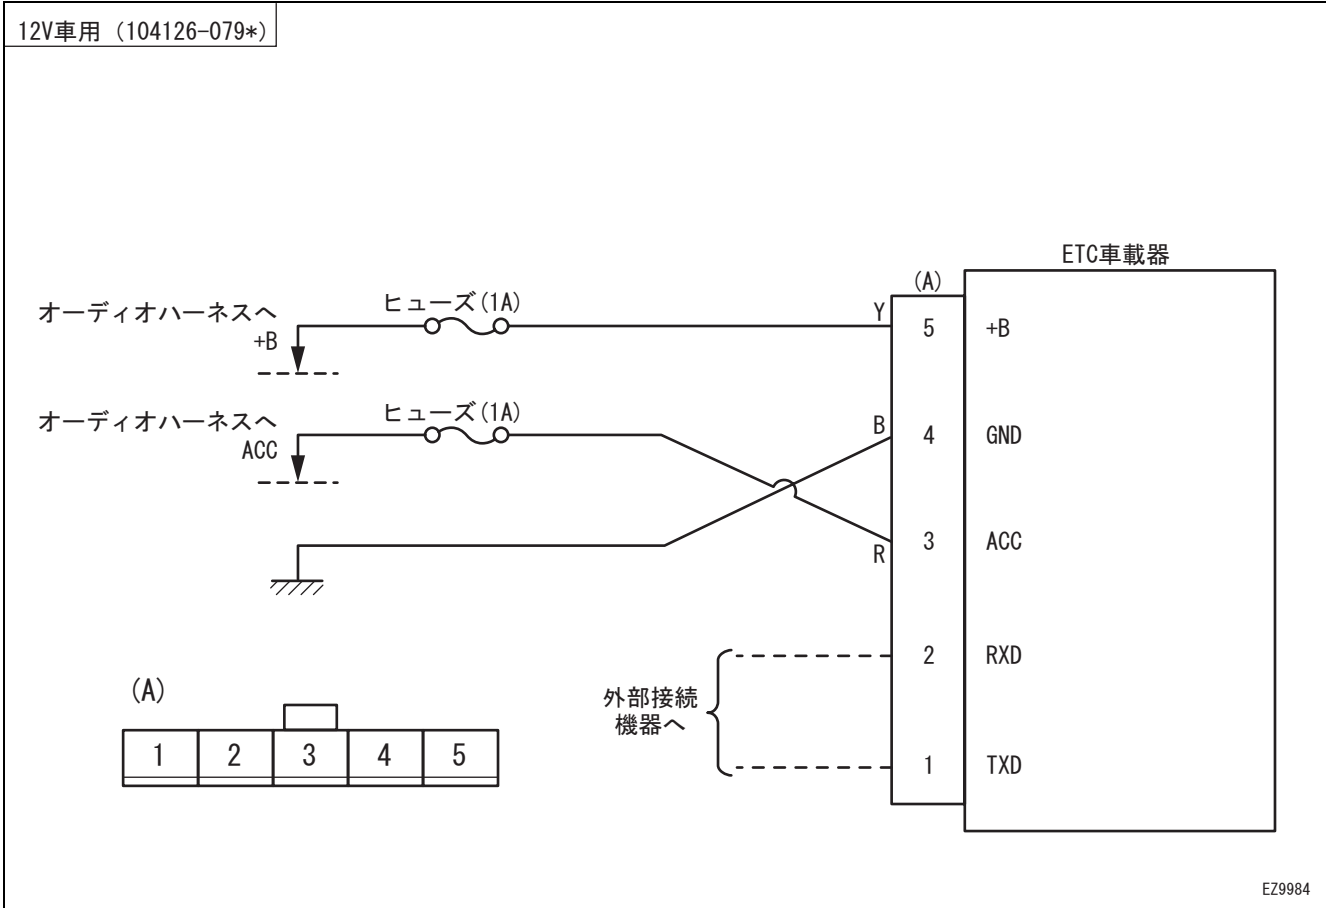 12V車用 (104126-079*)
ETC車載器
(A)
オーディオハーネスへ
+B
ヒューズ(1A)
Y
5
+B
オーディオハーネスへ
ACC
ヒューズ(1A)
B
4
GND
R
3
ACC
2
RXD
外部接続
機器へ
1
TXD
(A)
1 2 3 4 5
EZ9984